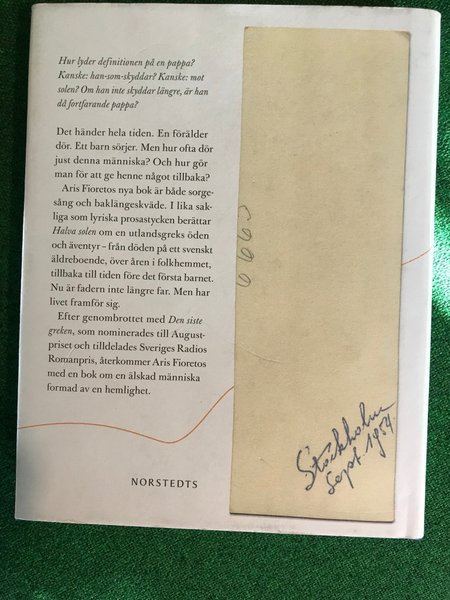 Hur lyder definitionen på en pappa?
Kanske: han-som-skyddar? Kanske: mot
solen? Om han inte skyddar längre, är han
då fortfarande pappa?
Det händer hela tiden. En förälder
dör. Ett barn sörjer. Men hur ofta dör
just denna människa? Och hur gör
man för att ge henne något tillbaka?
Aris Fioretos nya bok är både sorge-
sång och baklängeskväde. I lika sak-
liga som lyriska prosastycken berättar
Halva solen om en utlandsgreks öden
och äventyr – från döden på ett svenskt
äldreboende, över åren i folkhemmet,
tillbaka till tiden före det första barnet.
Nu är fadern inte längre far. Men har
livet framför sig.
Efter genombrottet med Den siste
greken, som nominerades till August-
priset och tilldelades Sveriges Radios
Romanpris, återkommer Aris Fioretos
med en bok om en älskad människa
formad av en hemlighet.
NORSTEDTS
Stockholm
Sept. 1954.